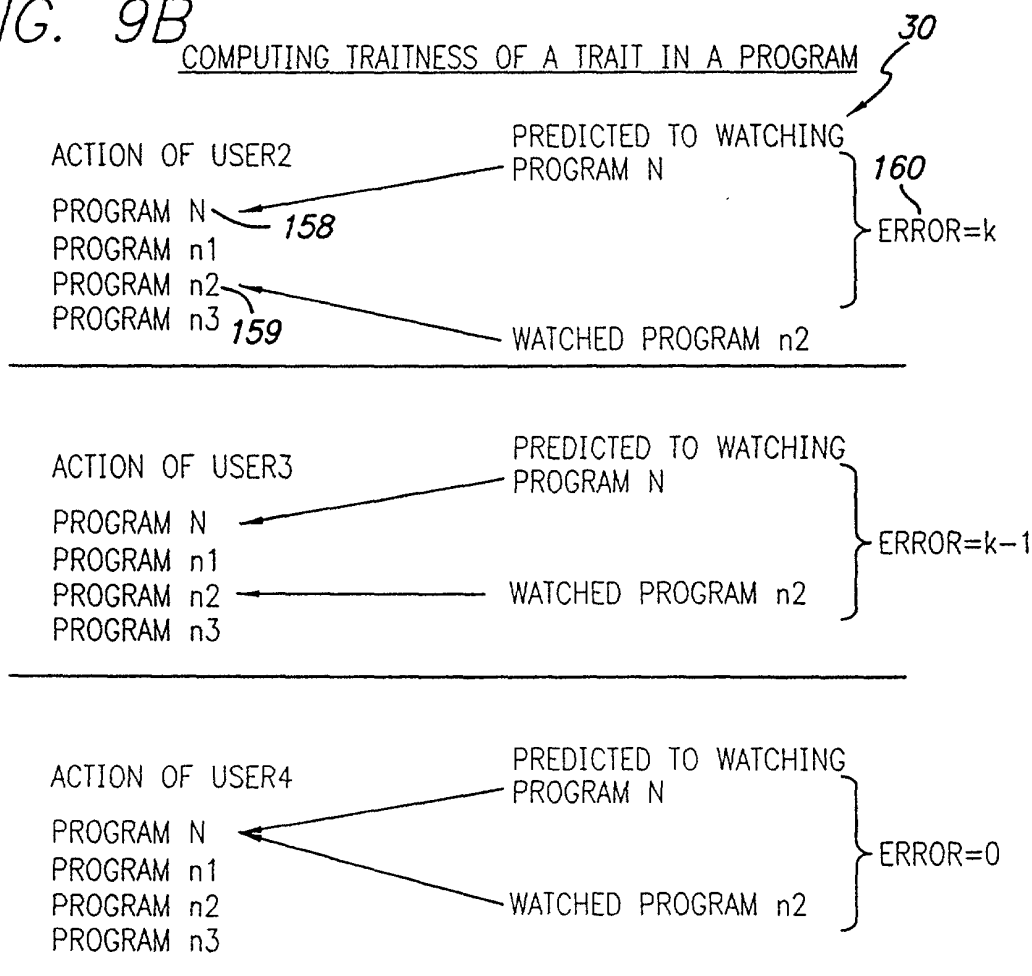 IG. 9B
COMPUTING TRAITNESS OF A TRAIT IN A PROGRAM
30
ACTION OF USER2
PREDICTED TO WATCHING
PROGRAM N
160
PROGRAM N
158
ERROR=k
PROGRAM n1
PROGRAM n2
PROGRAM n3
159
WATCHED PROGRAM n2
ACTION OF USER3
PREDICTED TO WATCHING
PROGRAM N
PROGRAM N
PROGRAM n1
ERROR=k-1
PROGRAM n2
WATCHED PROGRAM n2
PROGRAM n3
ACTION OF USER4
PREDICTED TO WATCHING
PROGRAM N
PROGRAM N
PROGRAM n1
ERROR=0
PROGRAM n2
WATCHED PROGRAM n2
PROGRAM n3